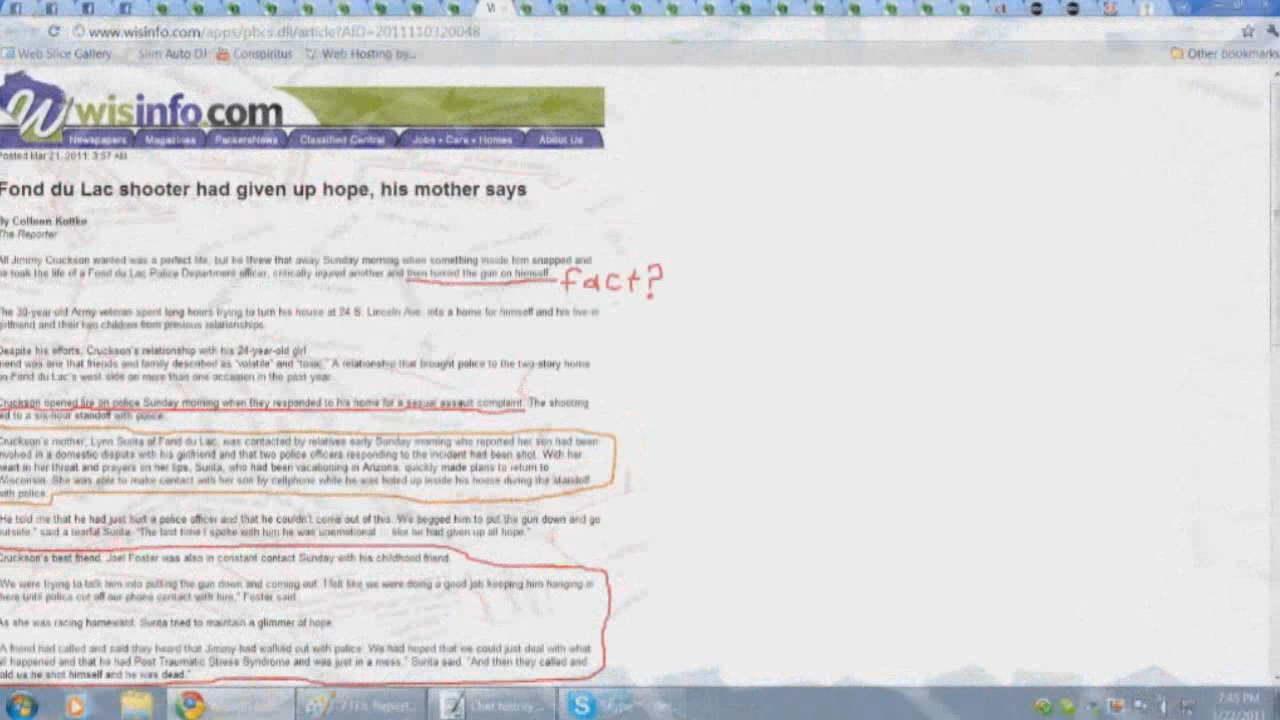 www.wisinfo.com/apps/pbcs.dll/article?AID=2011110320048
Web Slice Gallery Slim Auto DJ Conspiritus Web Hosting by... Other bookmarks
wisinfo.com
Newspapers Magazines PackersNews Classified Central Jobs • Cars • Homes About Us
Posted Mar 21, 2011; 3:57 AM
Fond du Lac shooter had given up hope, his mother says
By Colleen Kottke
The Reporter
All Jimmy Cruckson wanted was a perfect life, but he threw that away Sunday morning when something inside him snapped and
he took the life of a Fond du Lac Police Department officer, critically injured another and then turned the gun on himself.
fact?
The 30-year-old Army veteran spent long hours trying to turn his house at 24 S. Lincoln Ave. into a home for himself and his live-in
girlfriend and their two children from previous relationships.
Despite his efforts, Cruckson's relationship with his 24-year-old girl
friend was one that friends and family described as "volatile" and "toxic." A relationship that brought police to the two-story home
on Fond du Lac's west side on more than one occasion in the past year.
Cruckson opened fire on police Sunday morning when they responded to his home for a sexual assault complaint. The shooting
led to a six-hour standoff with police.
Cruckson's mother, Lynn Surita of Fond du Lac, was contacted by relatives early Sunday morning who reported her son had been
involved in a domestic dispute with his girlfriend and that two police officers responding to the incident had been shot. With her
heart in her throat and prayers on her lips, Surita, who had been vacationing in Arizona, quickly made plans to return to
Wisconsin. She was able to make contact with her son by cellphone while he was holed up inside his house during the standoff
with police.
"He told me that he had just hurt a police officer and that he couldn't come out of this. We begged him to put the gun down and go
outside," said a tearful Surita. "The last time I spoke with him he was unemotional ... like he had given up all hope."
Cruckson's best friend, Joel Foster was also in constant contact Sunday with his childhood friend.
"We were trying to talk him into putting the gun down and coming out. I felt like we were doing a good job keeping him hanging in
there until police cut off our phone contact with him," Foster said.
As she was racing homeward, Surita tried to maintain a glimmer of hope.
"A friend had called and said they heard that Jimmy had walked out with police. We had hoped that we could just deal with what
all happened and that he had Post Traumatic Stress Syndrome and was just in a mess," Surita said. "And then they called and
told us he shot himself and he was dead."
Chat history... Skype
7:45 PM